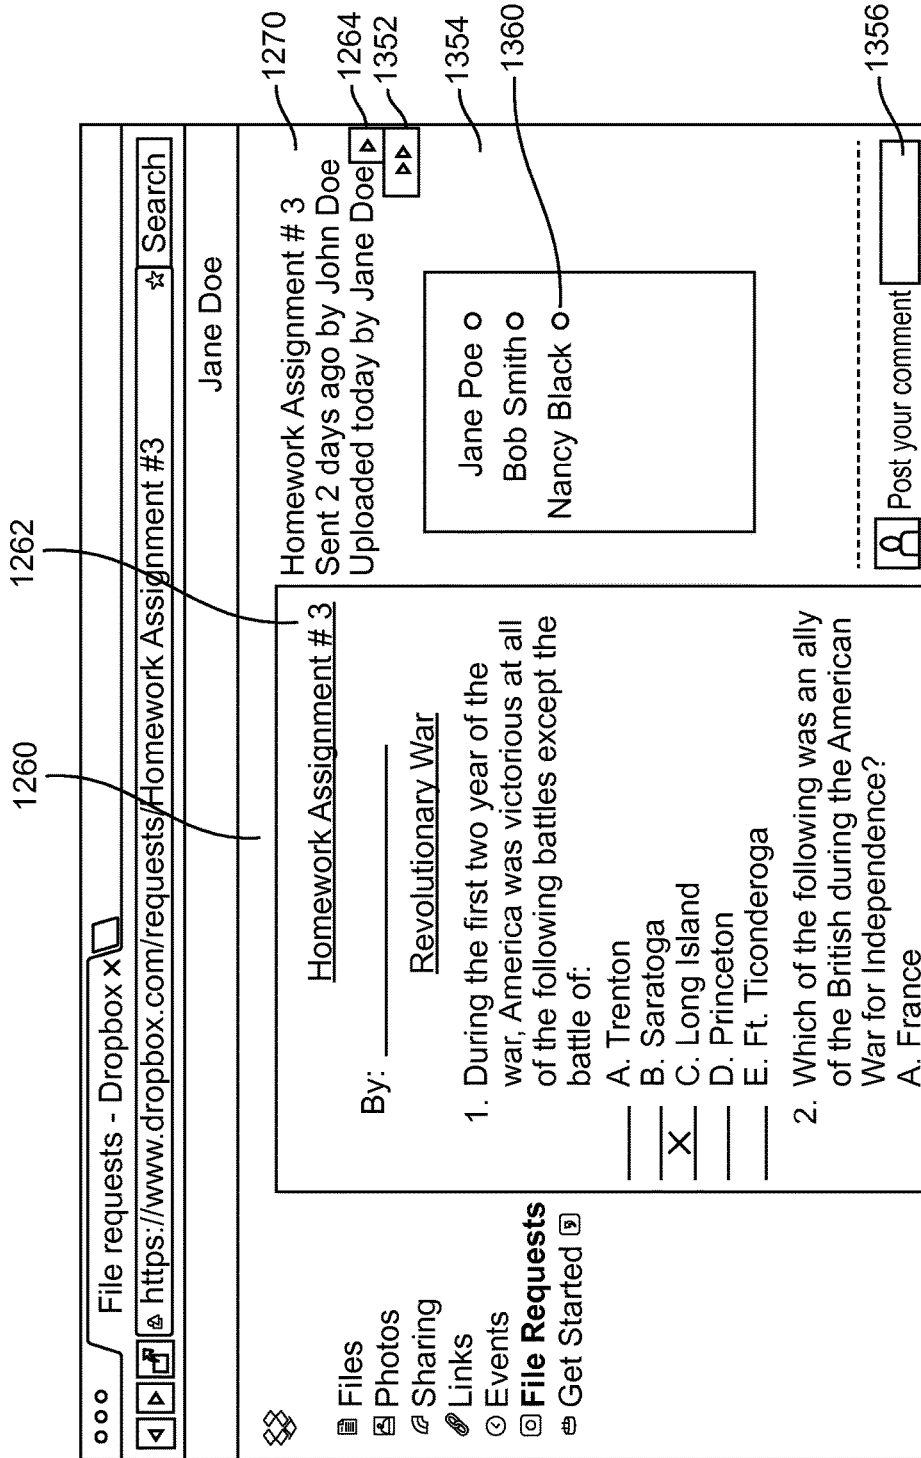 File requests - Dropbox X
https://www.dropbox.com/requests/Homework Assignment #3
Search
Jane Doe
Files
Photos
Sharing
Links
Events
File Requests
Get Started
Homework Assignment # 3
By:
Revolutionary War
1. During the first two year of the
war, America was victorious at all
of the following battles except the
battle of:
A. Trenton
B. Saratoga
X C. Long Island
D. Princeton
E. Ft. Ticonderoga
2. Which of the following was an ally
of the British during the American
War for Independence?
A. France
Homework Assignment # 3
Sent 2 days ago by John Doe
Uploaded today by Jane Doe
Jane Poe
Bob Smith
Nancy Black
Post your comment
1260
1262
1270
1264
1352
1354
1360
1356